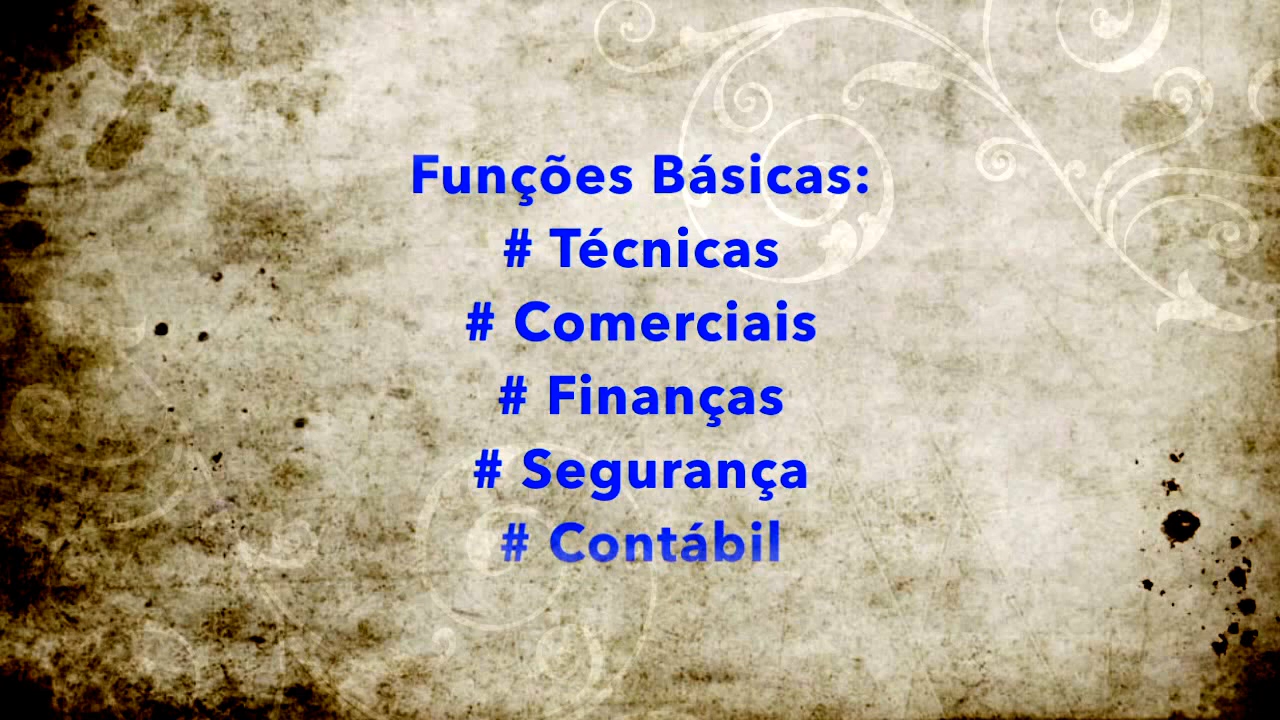 Funções Básicas:
# Técnicas
# Comerciais
# Finanças
# Segurança
# Contábil